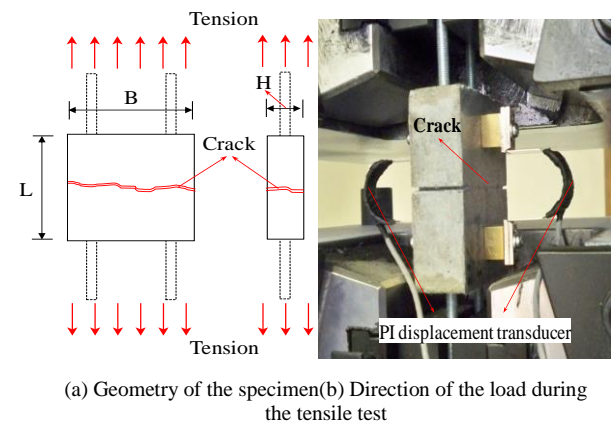 Tension
B
H
Crack
L
Tension
Crack
PI displacement transducer
(a) Geometry of the specimen(b) Direction of the load during
the tensile test